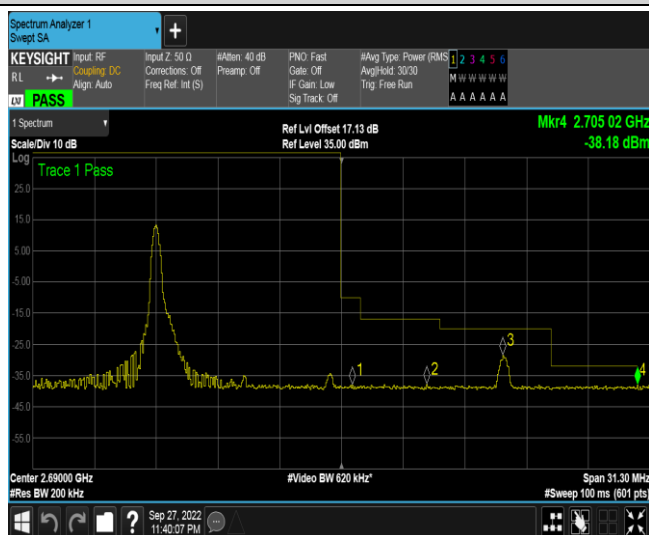 Spectrum Analyzer 1
Swept SA
KEYSIGHT
RL
LXI PASS
Input: RF
Coupling: DC
Align: Auto
Input Z: 50 Ω
Corrections: Off
Freq Ref: Int (S)
#Atten: 40 dB
Preamp: Off
PNO: Fast
Gate: Off
IF Gain: Low
Sig Track: Off
#Avg Type: Power (RMS
Avg|Hold: 30/30
Trig: Free Run
1 2 3 4 5 6
M W W W W W
A A A A A A
1 Spectrum
Scale/Div 10 dB
Ref Lvl Offset 17.13 dB
Ref Level 35.00 dBm
Mkr4 2.705 02 GHz
-38.18 dBm
Log
Trace 1 Pass
25.0
15.0
5.00
-5.00
-15.0
-25.0
-35.0
-45.0
-55.0
1
2
3
4
Center 2.69000 GHz
#Res BW 200 kHz
#Video BW 620 kHz*
Span 31.30 MHz
#Sweep 100 ms (601 pts)
?
Sep 27, 2022
11:40:07 PM